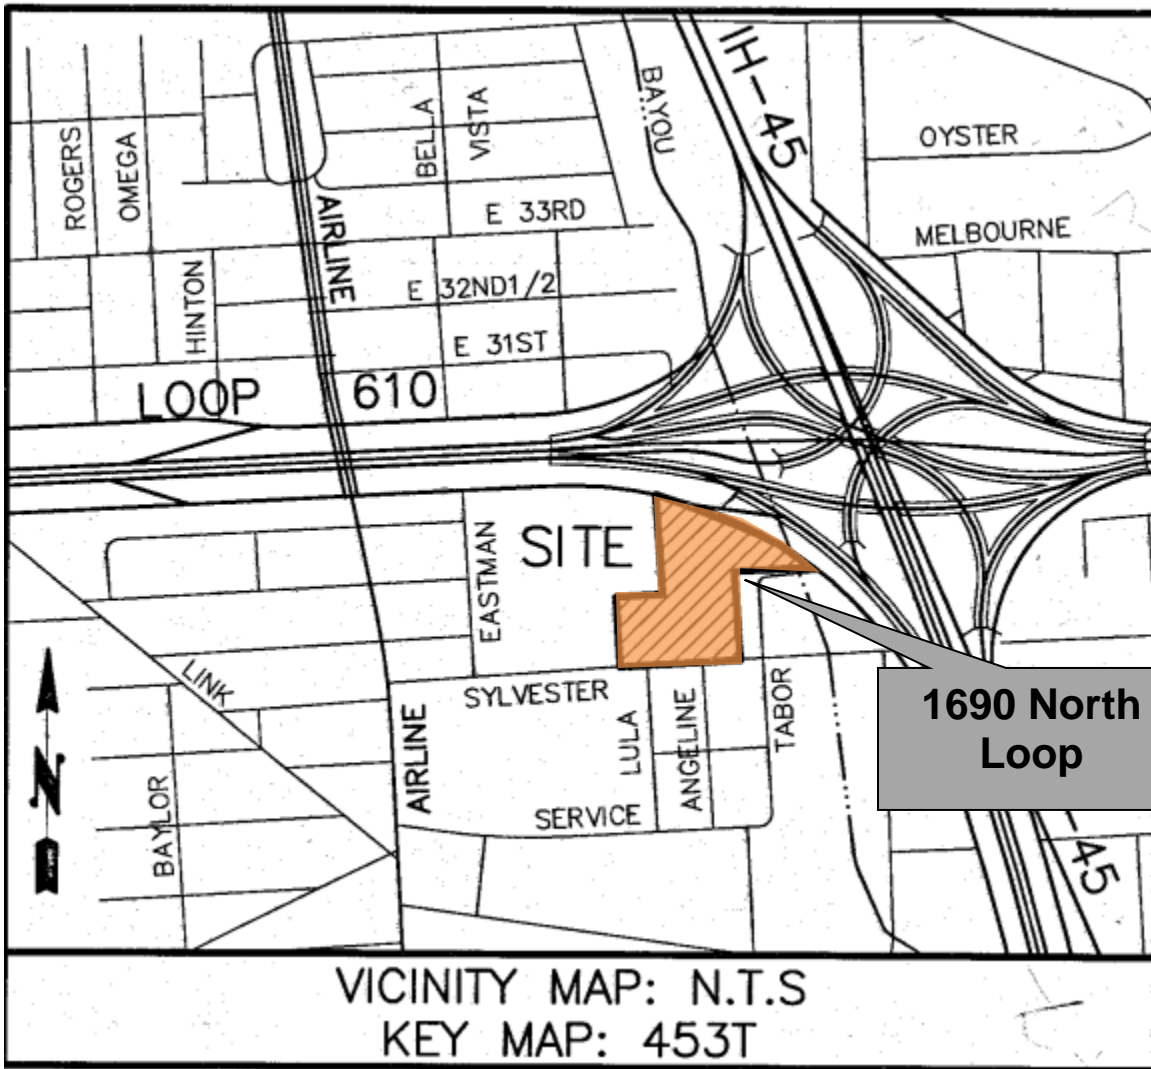 IH-45
BAYOU
OYSTER
BELLA
VISTA
ROGERS
OMEGA
AIRLINE
E 33RD
MELBOURNE
HINTON
E 32ND1/2
E 31ST
LOOP 610
EASTMAN
SITE
LINK
SYLVESTER
TABOR
1690 North
Loop
LULA
ANGELINE
AIRLINE
BAYLOR
SERVICE
N
-45
VICINITY MAP: N.T.S
KEY MAP: 453T